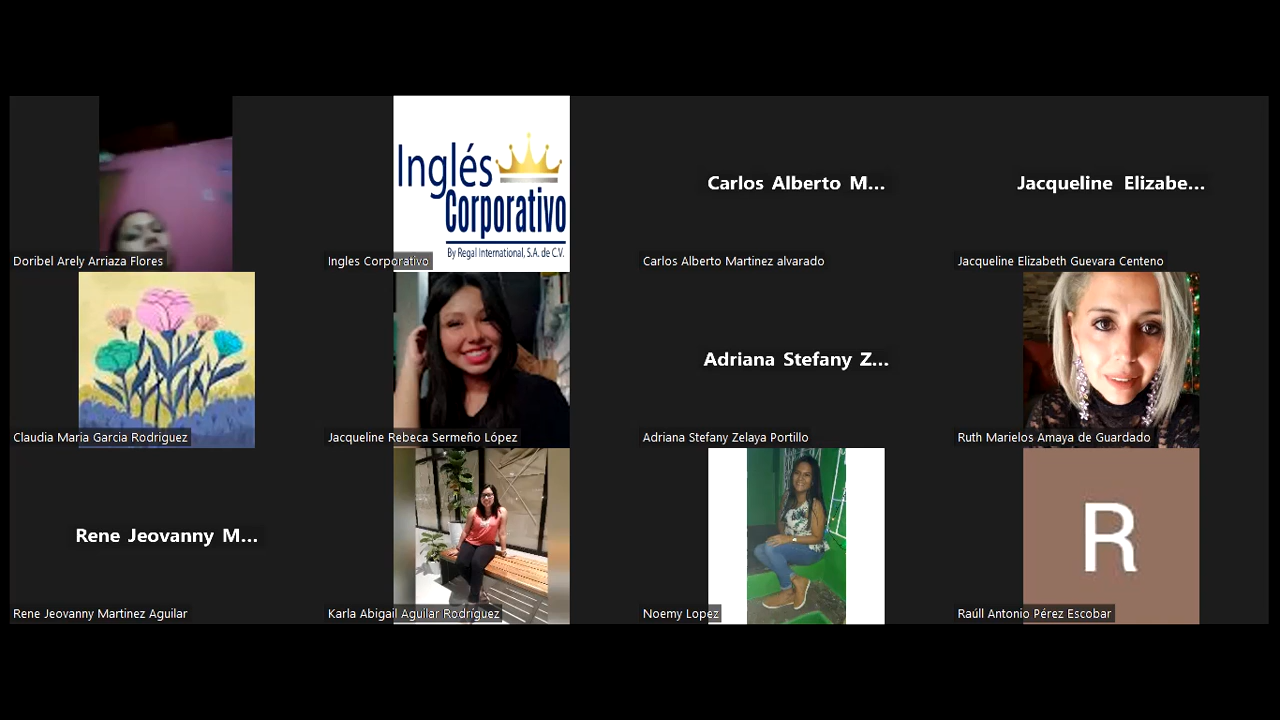 Inglés
Corporativo
By Regal International, S.A. de C.V.
Carlos Alberto M...
Jacqueline Elizabe...
Doribel Arely Arriaza Flores
Ingles Corporativo
Carlos Alberto Martinez alvarado
Jacqueline Elizabeth Guevara Centeno
Adriana Stefany Z...
Claudia Maria Garcia Rodriguez
Jacqueline Rebeca Sermeño López
Adriana Stefany Zelaya Portillo
Ruth Marielos Amaya de Guardado
Rene Jeovanny M...
R
Rene Jeovanny Martinez Aguilar
Karla Abigail Aguilar Rodríguez
Noemy Lopez
Raúll Antonio Pérez Escobar